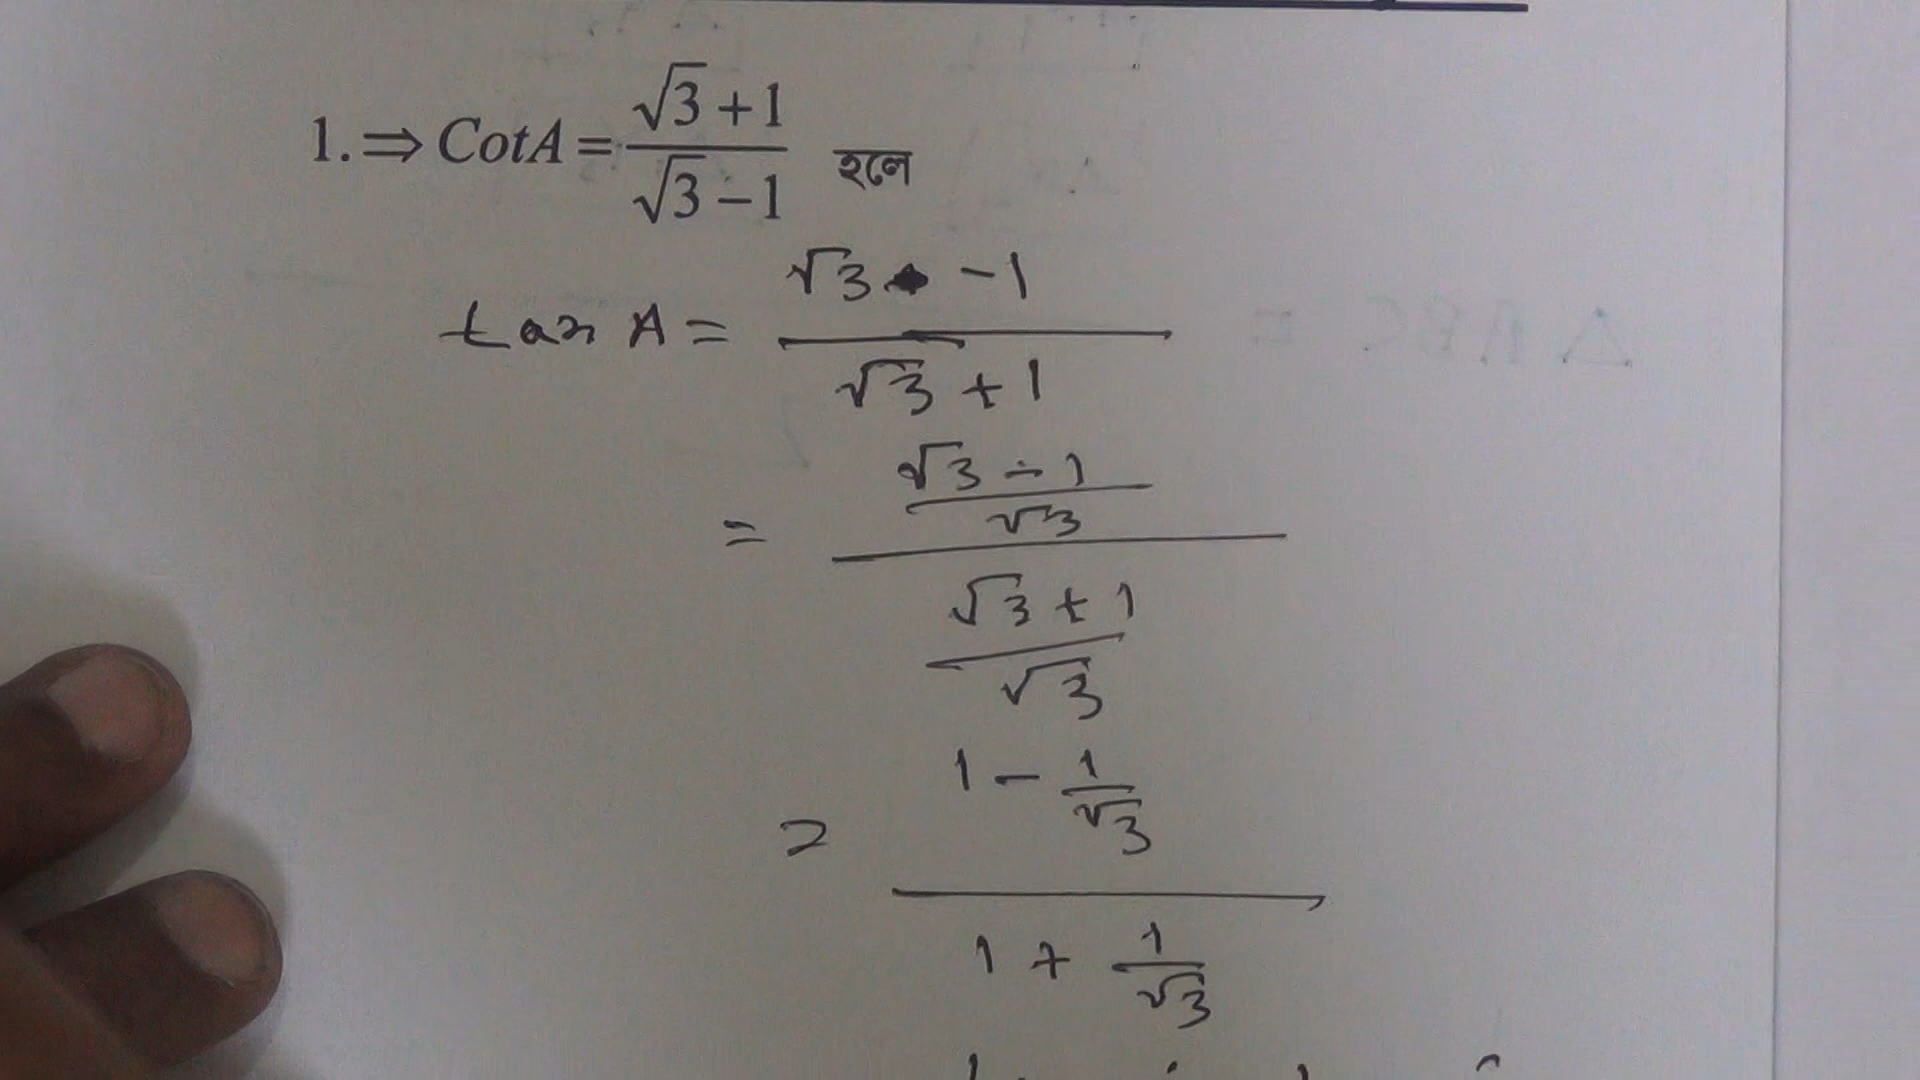 1.⇒ CotA = (√3 + 1)/(√3 − 1) হলে
tan A = (√3 − 1)/(√3 + 1)
= ((√3 − 1)/√3)/((√3 + 1)/√3)
= (1 − 1/√3)/(1 + 1/√3)